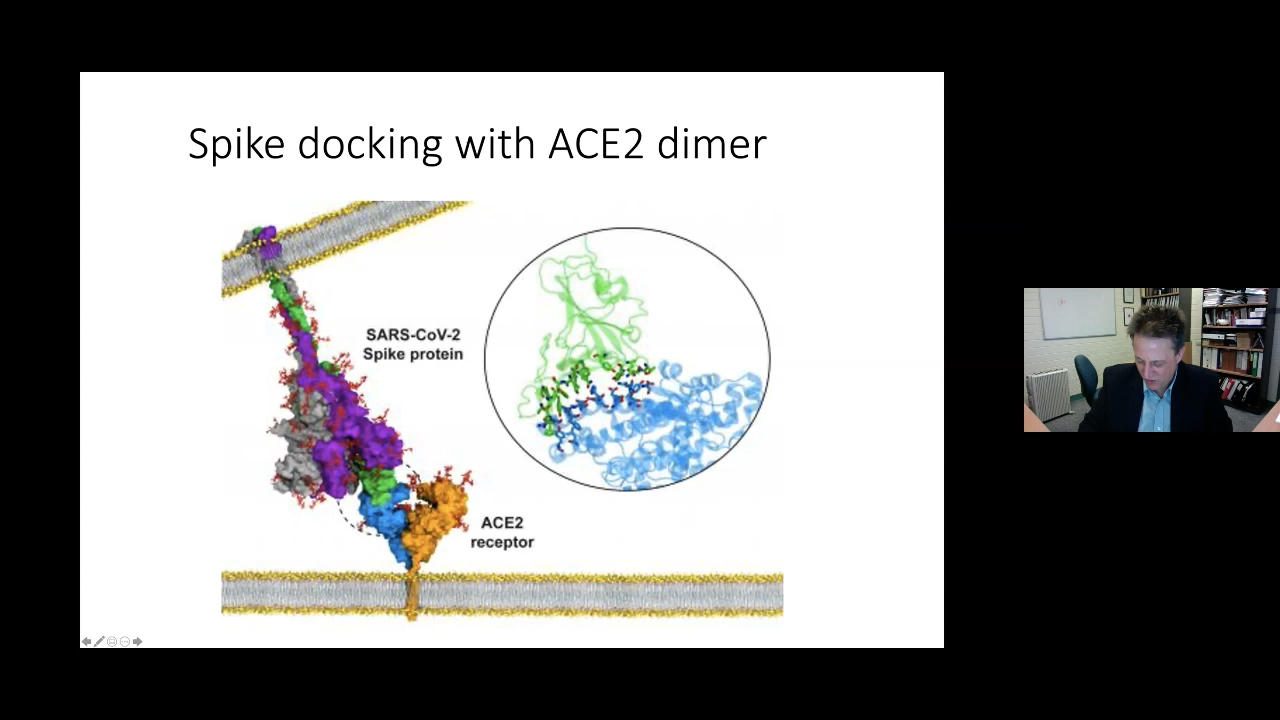 Spike docking with ACE2 dimer
SARS-CoV-2
Spike protein
ACE2
receptor